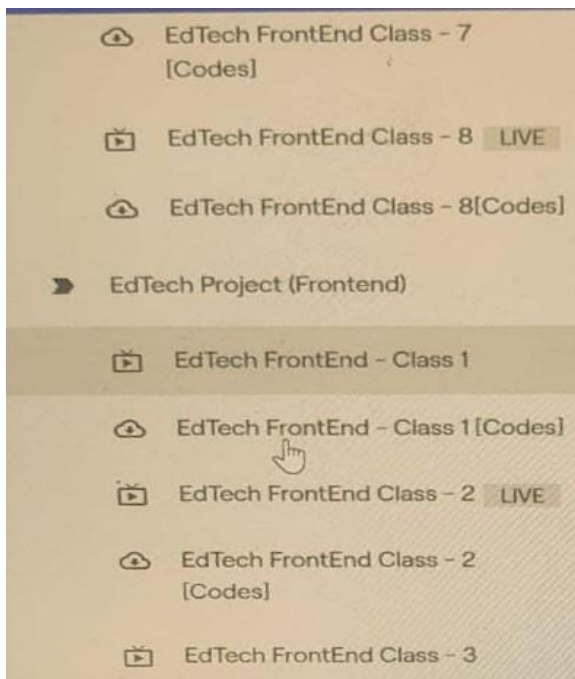 EdTech FrontEnd Class - 7
[Codes]
EdTech FrontEnd Class - 8 LIVE
EdTech FrontEnd Class - 8[Codes]
EdTech Project (Frontend)
EdTech FrontEnd - Class 1
EdTech FrontEnd - Class 1 [Codes]
EdTech FrontEnd Class - 2 LIVE
EdTech FrontEnd Class - 2
[Codes]
EdTech FrontEnd Class - 3